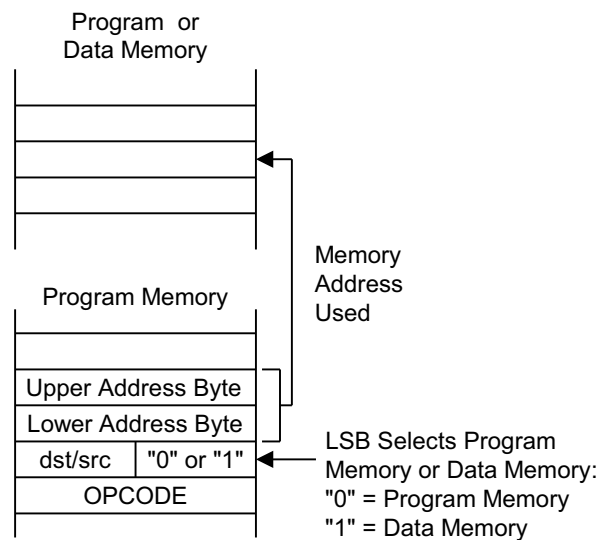 Program or
Data Memory
Memory
Address
Used
Program Memory
Upper Address Byte
Lower Address Byte
dst/src "0" or "1"
OPCODE
LSB Selects Program
Memory or Data Memory:
"0" = Program Memory
"1" = Data Memory